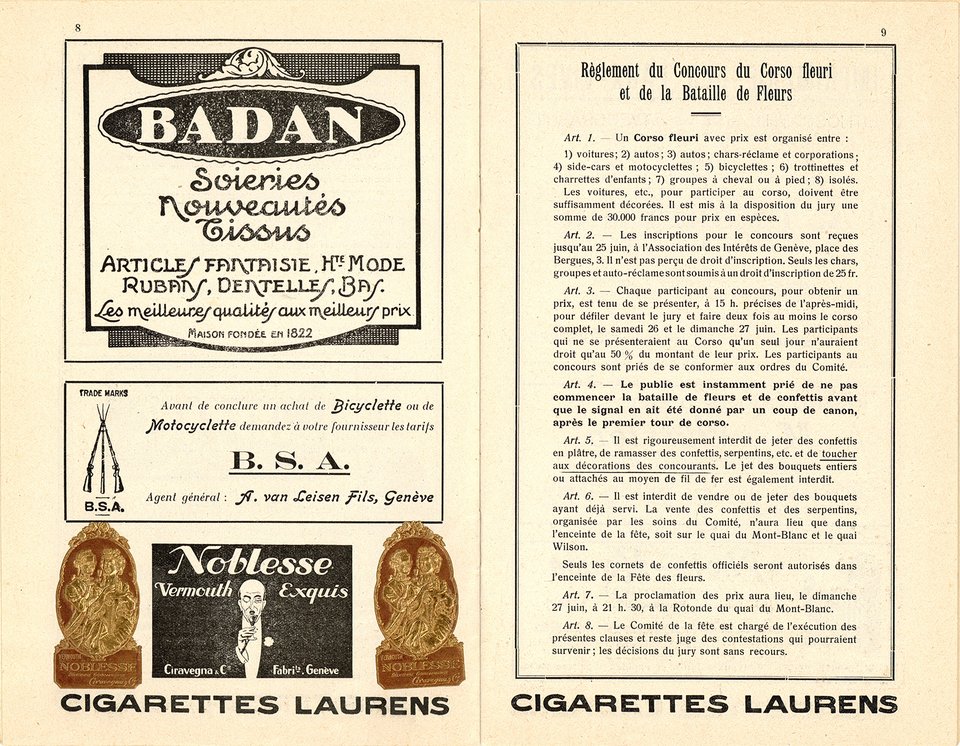 8
BADAN
Soieries
Nouveautés
Tissus
ARTICLES FANTAISIE, HTE MODE
RUBANS, DENTELLES, BAS.
Les meilleures qualités aux meilleurs prix
MAISON FONDÉE EN 1822
TRADE MARKS
B.S.A.
Avant de conclure un achat de Bicyclette ou de
Motocyclette demandez à votre fournisseur les tarifs
B. S. A.
Agent général : A. van Leisen Fils, Genève
Noblesse
Vermouth Exquis
Ciravegna & Cie Fabrts. Genève
VERMOUTH
NOBLESSE
Ciravegna & Cie
VERMOUTH
NOBLESSE
Ciravegna & Cie
CIGARETTES LAURENS
9
Règlement du Concours du Corso fleuri
et de la Bataille de Fleurs
Art. 1. — Un Corso fleuri avec prix est organisé entre :
1) voitures; 2) autos; 3) autos; chars-réclame et corporations;
4) side-cars et motocyclettes; 5) bicyclettes; 6) trottinettes et
charrettes d'enfants; 7) groupes à cheval ou à pied; 8) isolés.
Les voitures, etc., pour participer au corso, doivent être
suffisamment décorées. Il est mis à la disposition du jury une
somme de 30.000 francs pour prix en espèces.
Art. 2. — Les inscriptions pour le concours sont reçues
jusqu'au 25 juin, à l'Association des Intérêts de Genève, place des
Bergues, 3. Il n'est pas perçu de droit d'inscription. Seuls les chars,
groupes et auto-réclame sont soumis à un droit d'inscription de 25 fr.
Art. 3. — Chaque participant au concours, pour obtenir un
prix, est tenu de se présenter, à 15 h. précises de l'après-midi,
pour défiler devant le jury et faire deux fois au moins le corso
complet, le samedi 26 et le dimanche 27 juin. Les participants
qui ne se présenteraient au Corso qu'un seul jour n'auraient
droit qu'au 50 % du montant de leur prix. Les participants au
concours sont priés de se conformer aux ordres du Comité.
Art. 4. — Le public est instamment prié de ne pas
commencer la bataille de fleurs et de confettis avant
que le signal en ait été donné par un coup de canon,
après le premier tour de corso.
Art. 5. — Il est rigoureusement interdit de jeter des confettis
en plâtre, de ramasser des confettis, serpentins, etc. et de toucher
aux décorations des concourants. Le jet des bouquets entiers
ou attachés au moyen de fil de fer est également interdit.
Art. 6. — Il est interdit de vendre ou de jeter des bouquets
ayant déjà servi. La vente des confettis et des serpentins,
organisée par les soins du Comité, n'aura lieu que dans
l'enceinte de la fête, soit sur le quai du Mont-Blanc et le quai
Wilson.
Seuls les cornets de confettis officiels seront autorisés dans
l'enceinte de la Fête des fleurs.
Art. 7. — La proclamation des prix aura lieu, le dimanche
27 juin, à 21 h. 30, à la Rotonde du quai du Mont-Blanc.
Art. 8. — Le Comité de la fête est chargé de l'exécution des
présentes clauses et reste juge des contestations qui pourraient
survenir; les décisions du jury sont sans recours.
CIGARETTES LAURENS